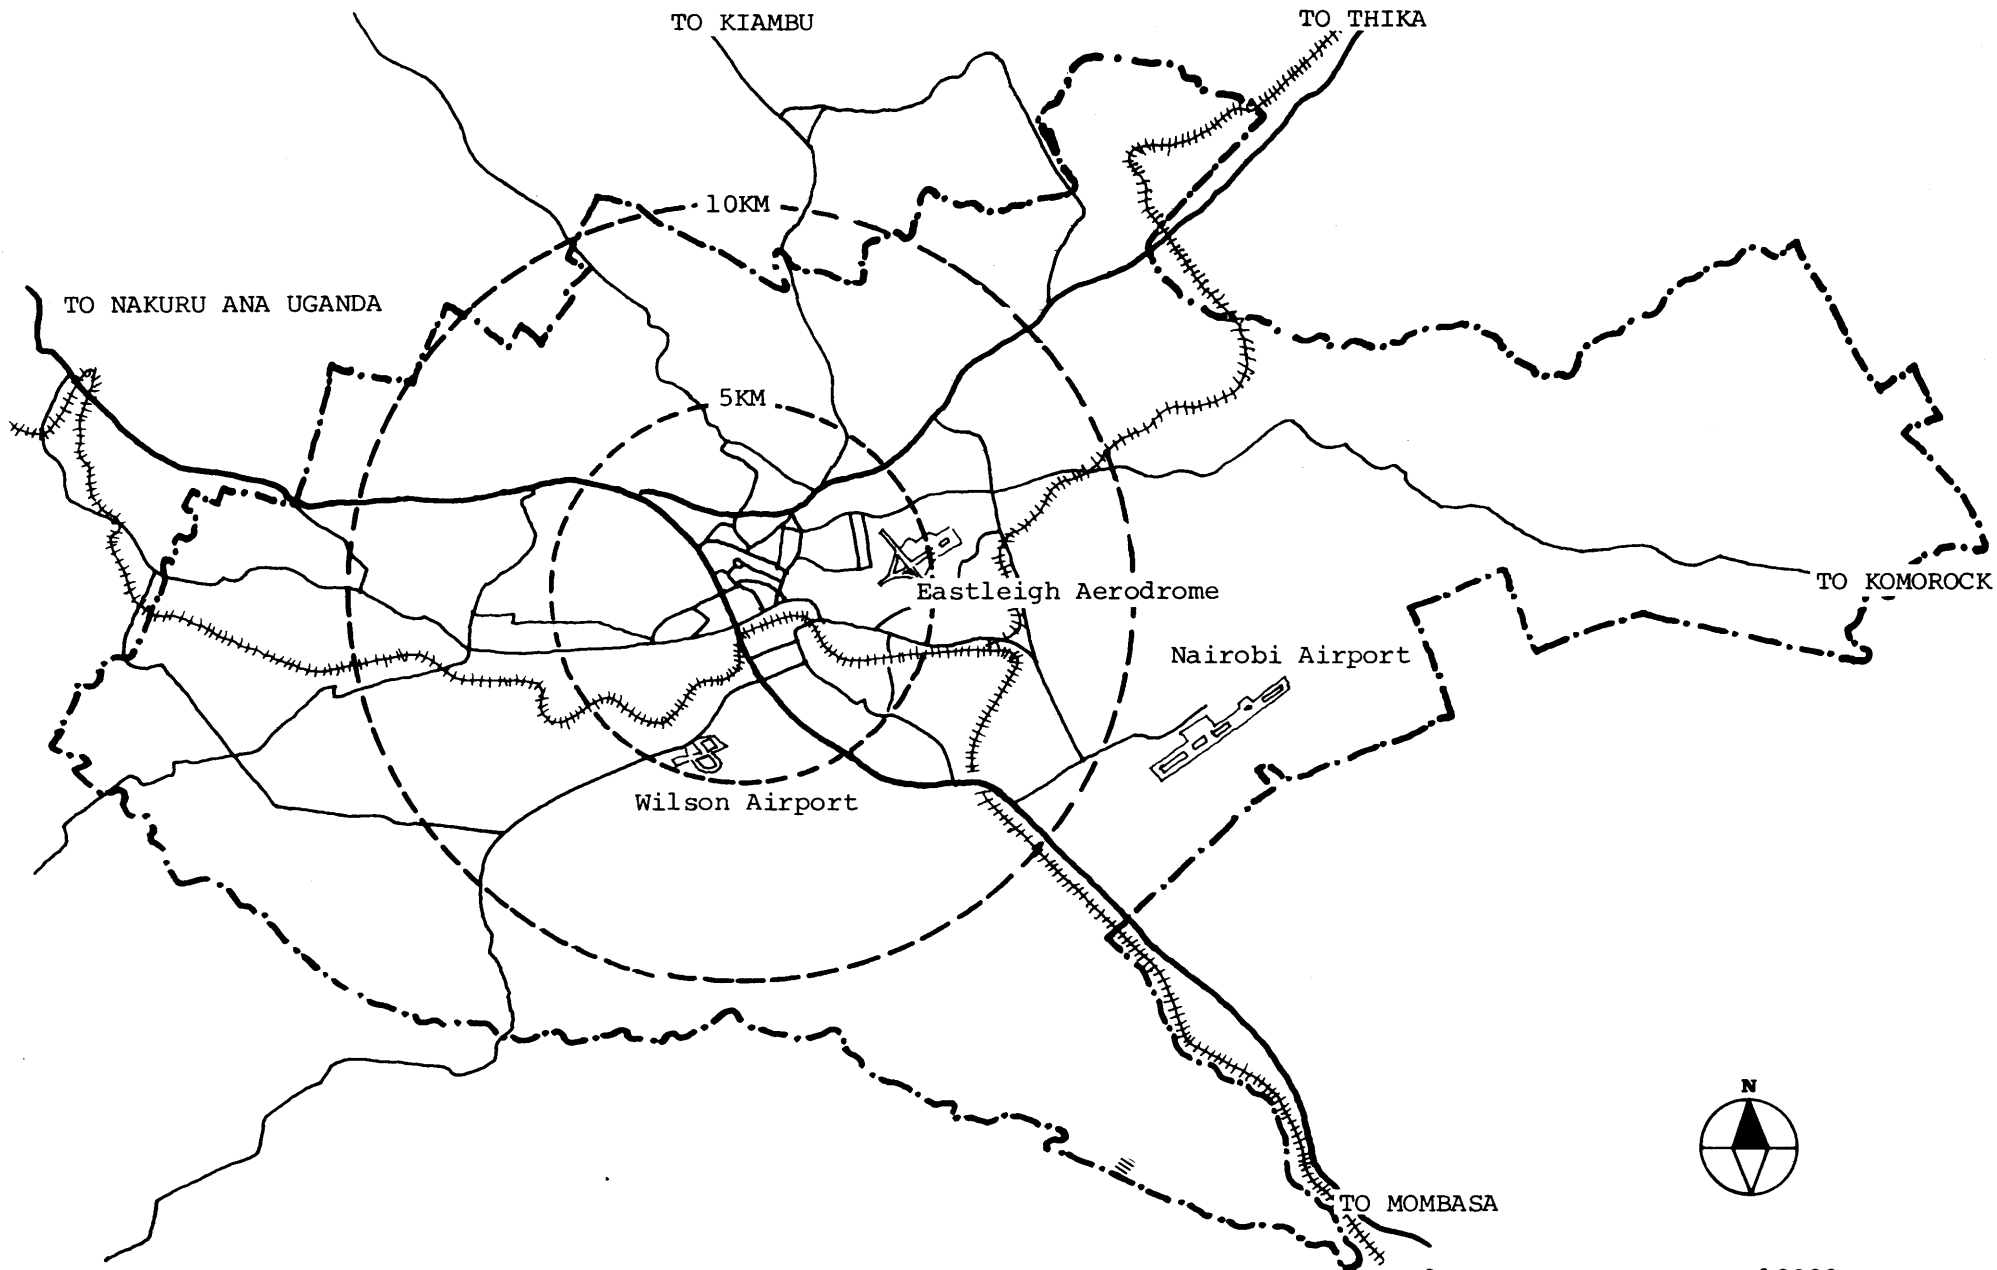 TO KIAMBU
TO THIKA
10KM
TO NAKURU ANA UGANDA
5KM
TO KOMOROCK
Eastleigh Aerodrome
Nairobi Airport
Wilson Airport
N
TO MOMBASA